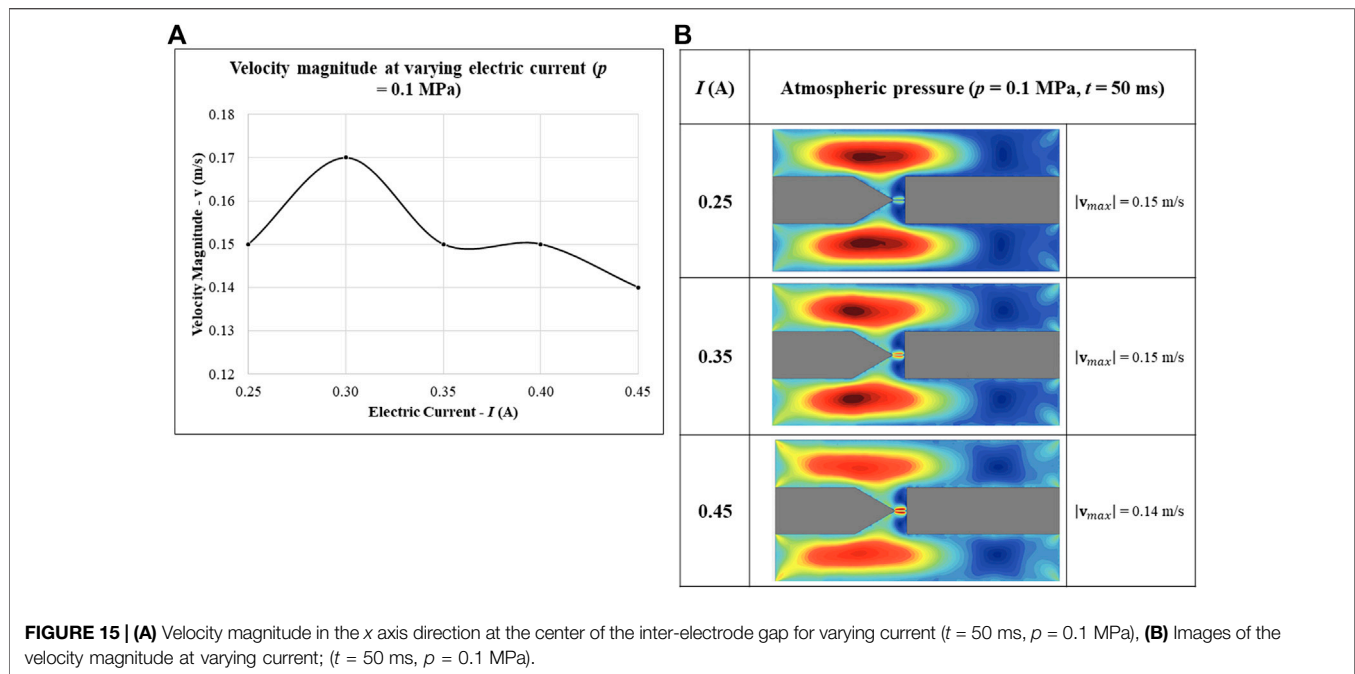 A
Velocity magnitude at varying electric current (p
= 0.1 MPa)
Velocity Magnitude - v (m/s)
0.18
0.17
0.16
0.15
0.14
0.13
0.12
0.25 0.30 0.35 0.40 0.45
Electric Current - I (A)
B
I (A) Atmospheric pressure (p = 0.1 MPa, t = 50 ms)
0.25 |v_max| = 0.15 m/s
0.35 |v_max| = 0.15 m/s
0.45 |v_max| = 0.14 m/s
FIGURE 15 | (A) Velocity magnitude in the x axis direction at the center of the inter-electrode gap for varying current (t = 50 ms, p = 0.1 MPa), (B) Images of the
velocity magnitude at varying current; (t = 50 ms, p = 0.1 MPa).